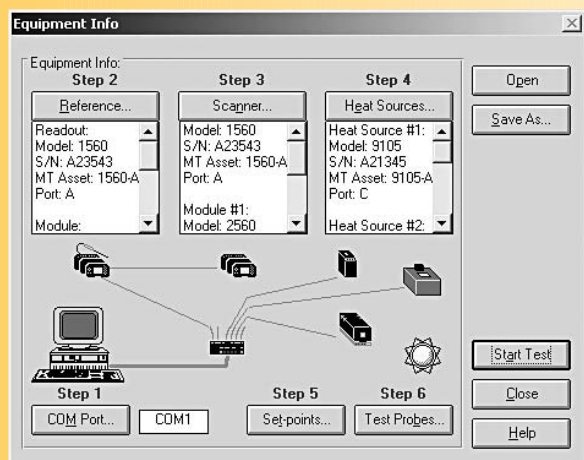 Equipment Info
Equipment Info:
Step 2
Reference...
Readout:
Model: 1560
S/N: A23543
MT Asset: 1560-A
Port: A
Module:
Step 3
Scanner...
Model: 1560
S/N: A23543
MT Asset: 1560-A
Port: A
Module #1:
Model: 2560
Step 4
Heat Sources...
Heat Source #1:
Model: 9105
S/N: A21345
MT Asset: 9105-A
Port: C
Heat Source #2:
Open
Save As...
Step 1
COM Port...
COM1
Step 5
Set-points...
Step 6
Test Probes...
Start Test
Close
Help